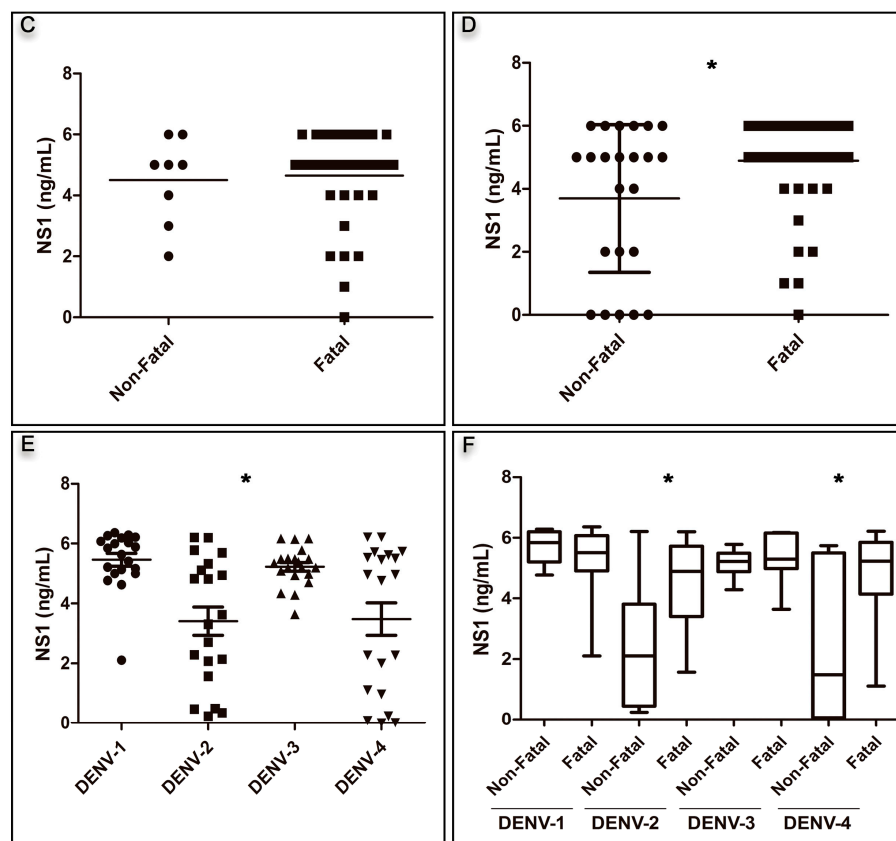 C
NS1 (ng/mL)
8
6
4
2
0
Non-Fatal
Fatal
D
*
NS1 (ng/mL)
8
6
4
2
0
Non-Fatal
Fatal
E
*
NS1 (ng/mL)
8
6
4
2
0
DENV-1
DENV-2
DENV-3
DENV-4
F
*
*
NS1 (ng/mL)
8
6
4
2
0
Non-Fatal
Fatal
Non-Fatal
Fatal
Non-Fatal
Fatal
Non-Fatal
Fatal
DENV-1 DENV-2 DENV-3 DENV-4